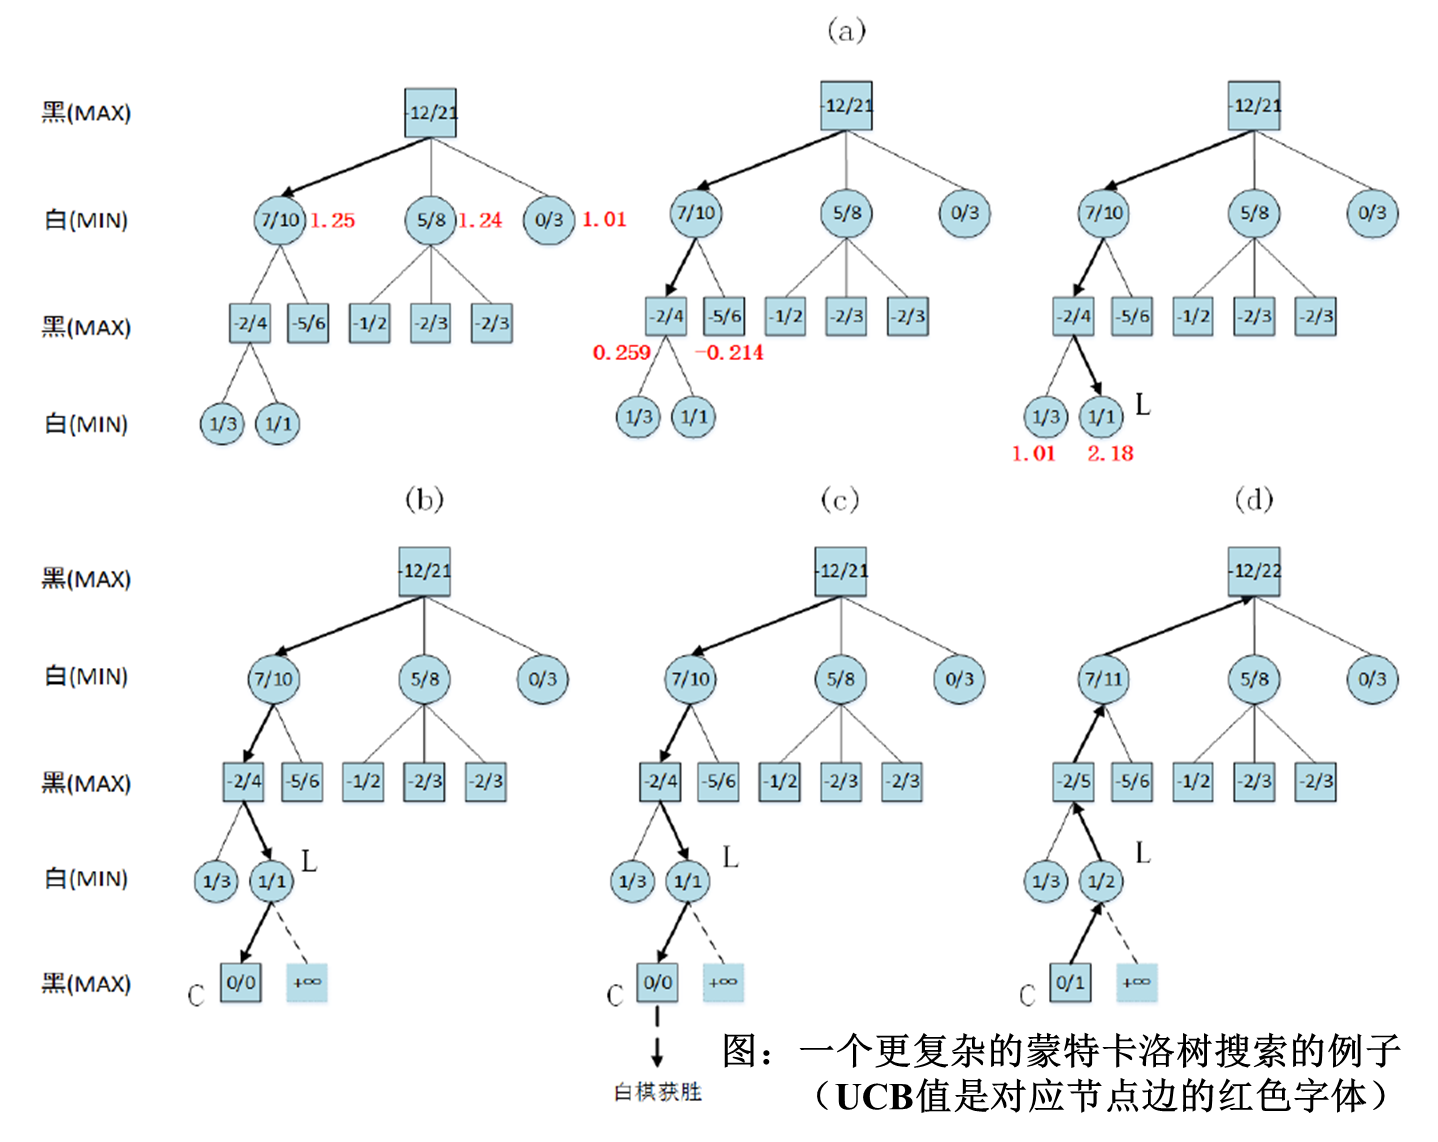 (a)
黑(MAX) -12/21 -12/21 -12/21
白(MIN) 7/10 1.25 5/8 1.24 0/3 1.01 7/10 5/8 0/3 7/10 5/8 0/3
黑(MAX) -2/4 -5/6 -1/2 -2/3 -2/3 -2/4 -5/6 -1/2 -2/3 -2/3 -2/4 -5/6 -1/2 -2/3 -2/3
0.259 -0.214
白(MIN) 1/3 1/1 1/3 1/1 1/3 1/1 L
1.01 2.18
(b) (c) (d)
黑(MAX) -12/21 -12/21 -12/22
白(MIN) 7/10 5/8 0/3 7/10 5/8 0/3 7/11 5/8 0/3
黑(MAX) -2/4 -5/6 -1/2 -2/3 -2/3 -2/4 -5/6 -1/2 -2/3 -2/3 -2/5 -5/6 -1/2 -2/3 -2/3
白(MIN) 1/3 1/1 L 1/3 1/1 L 1/3 1/2 L
黑(MAX) C 0/0 +∞ C 0/0 +∞ C 0/1 +∞
白棋获胜
图：一个更复杂的蒙特卡洛树搜索的例子
（UCB值是对应节点边的红色字体）